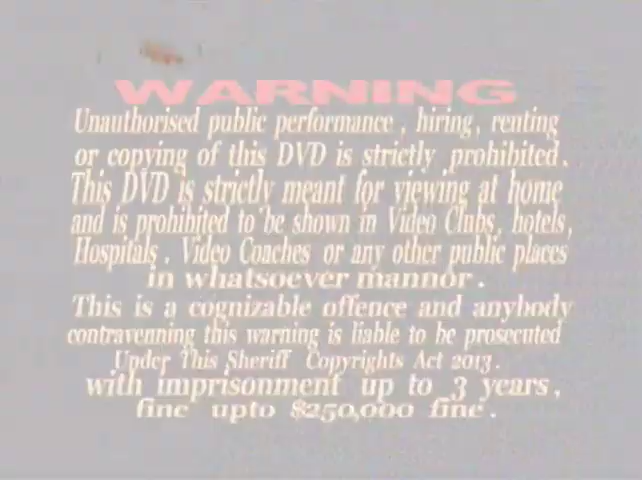 WARNING
Unauthorised public performance , hiring, renting
or copying of this DVD is strictly prohibited.
This DVD is strictly meant for viewing at home
and is prohibited to be shown in Video Clubs, hotels,
Hospitals , Video Coaches or any other public places
in whatsoever mannor .
This is a cognizable offence and anybody
contravenning this warning is liable to be prosecuted
Under This Sheriff Copyrights Act 2013.
with imprisonment up to 3 years,
fine upto $250,000 fine .